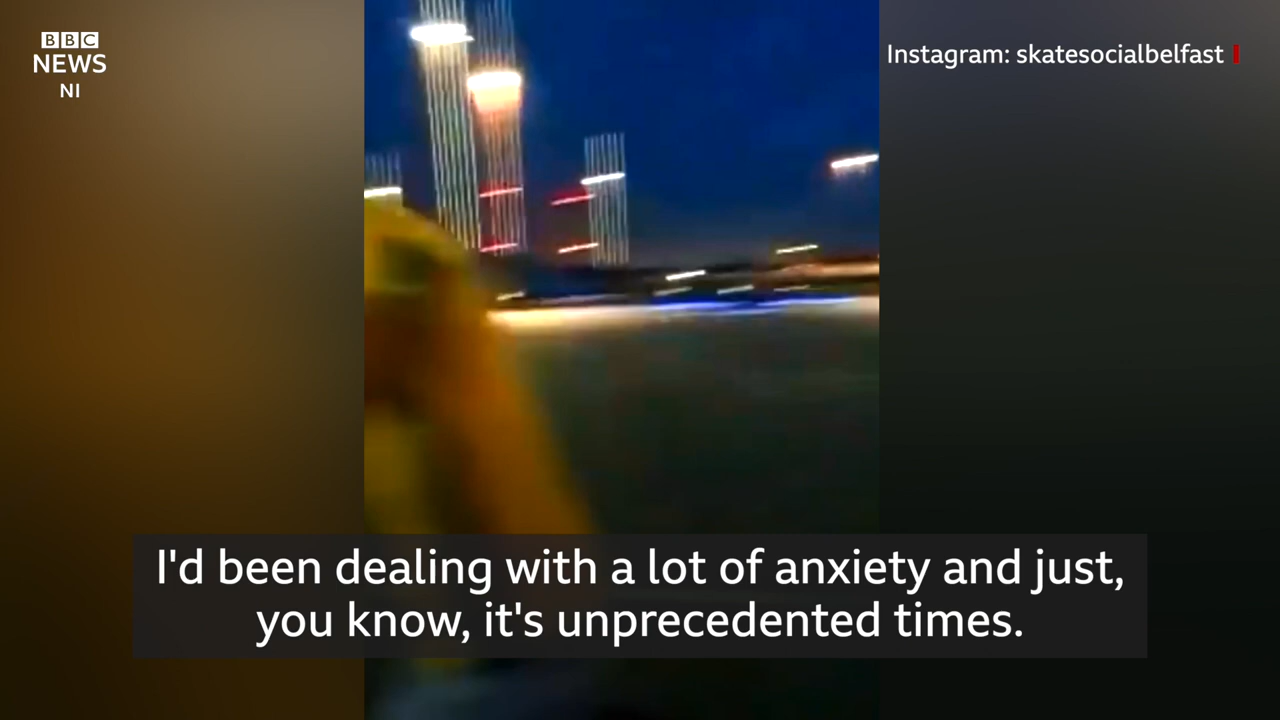 BBC
NEWS
NI
Instagram: skatesocialbelfast
I'd been dealing with a lot of anxiety and just,
you know, it's unprecedented times.